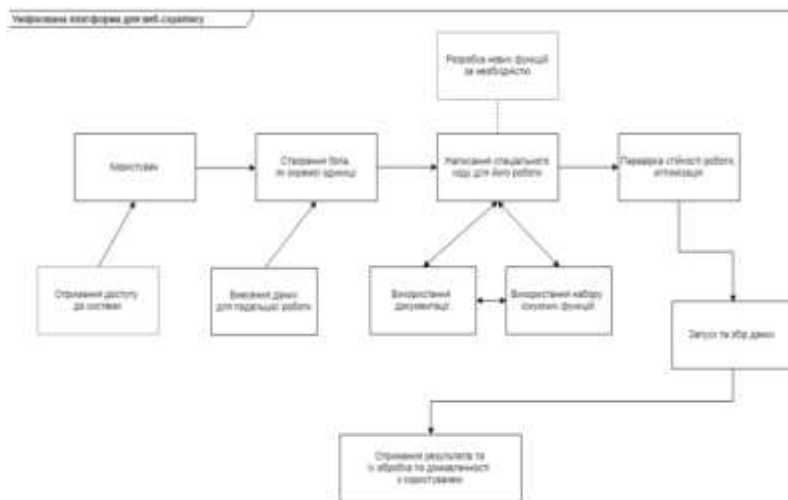 Уніфікована платформа для веб-скрапінгу
Розробка нових функцій
за необхідністю
Користувач
Створення бота,
як окремої одиниці
Написання спеціального
коду для його роботи
Перевірка стійкості роботи,
оптимізація
Отримання доступу
до системи
Внесення даних
для подальшої роботи
Використання
документації
Використання набору
існуючих функцій
Запуск та збір даних
Отримання результатів та
їх обробка по домовленності
з користувачем